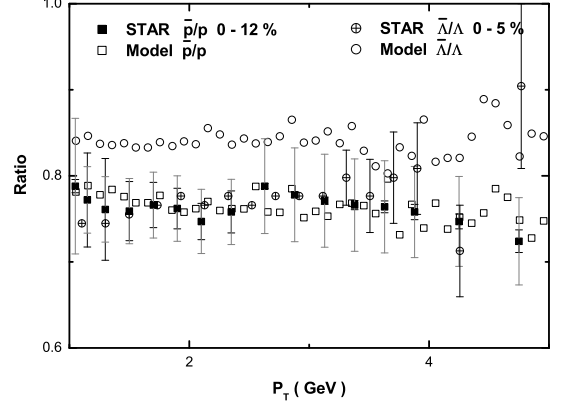 1.0
STAR p̄/p 0 - 12 %
Model p̄/p
STAR Λ̄/Λ 0 - 5 %
Model Λ̄/Λ
0.8
0.6
Ratio
2
4
P_T ( GeV )